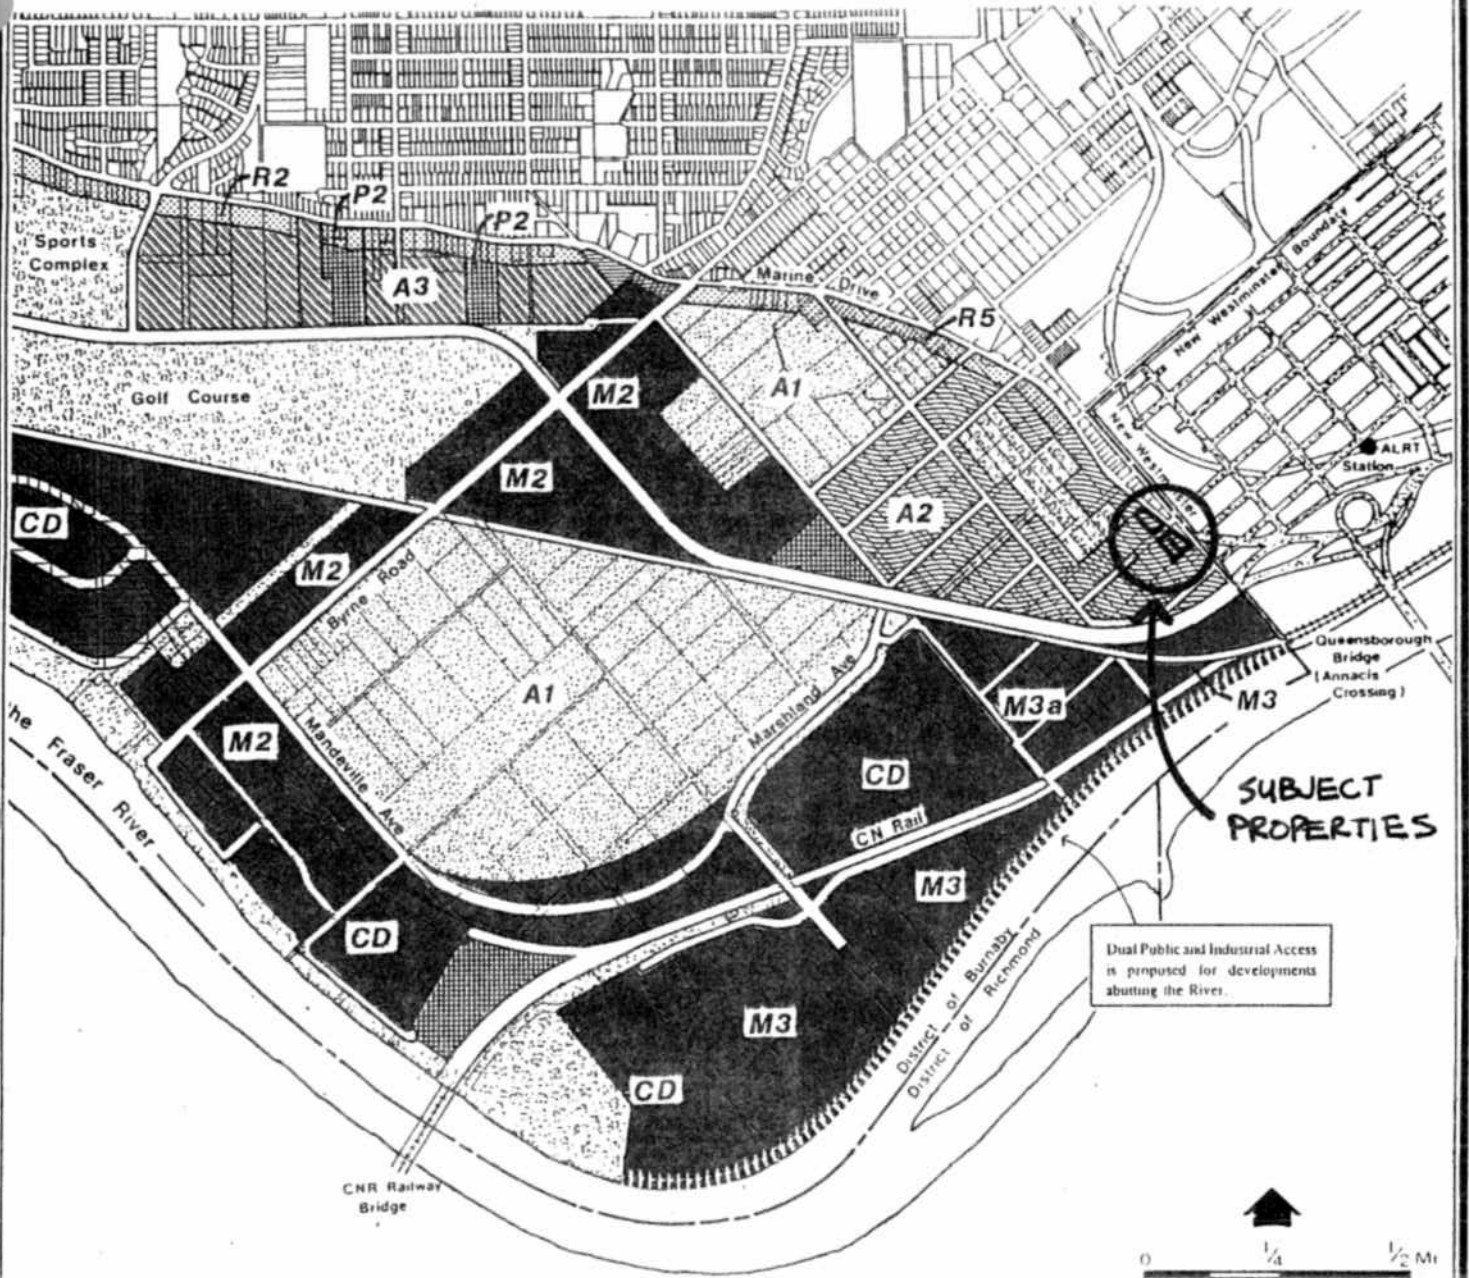 R2
P2
P2
Sports
Complex
A3
Marine Drive
R5
New Westminster Boundary
Golf Course
M2
A1
ALRT
Station
M2
A2
CD
M2
Byrne Road
Queensborough
Bridge
(Annacis
Crossing)
A1
Marshland Ave
M3a
M3
M2
Mandeville Ave
CD
SUBJECT
PROPERTIES
The Fraser River
CN Rail
M3
CD
Dual Public and Industrial Access
is proposed for developments
abutting the River.
District of Burnaby
District of Richmond
M3
CD
CNR Railway
Bridge
0 1/4 1/2 Mi